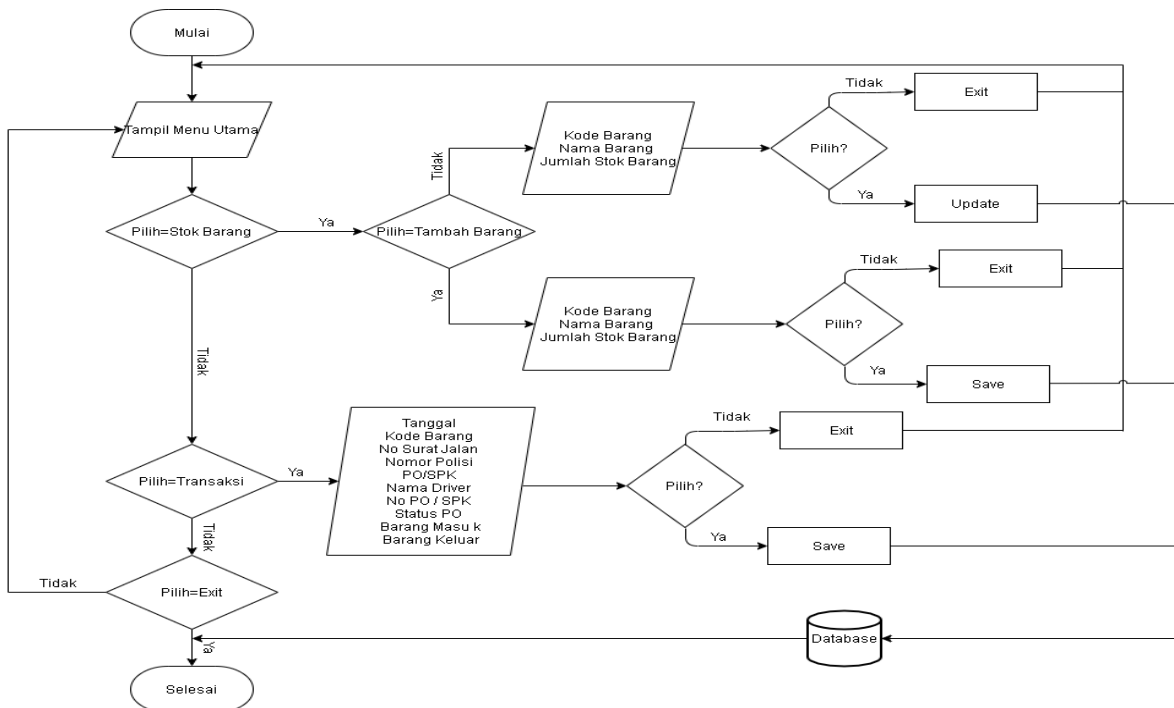 Mulai
Tampil Menu Utama
Pilih=Stok Barang
Ya
Pilih=Tambah Barang
Tidak
Kode Barang
Nama Barang
Jumlah Stok Barang
Pilih?
Tidak
Exit
Ya
Update
Ya
Kode Barang
Nama Barang
Jumlah Stok Barang
Pilih?
Tidak
Exit
Ya
Save
Tidak
Pilih=Transaksi
Ya
Tanggal
Kode Barang
No Surat Jalan
Nomor Polisi
PO/SPK
Nama Driver
No PO / SPK
Status PO
Barang Masu k
Barang Keluar
Pilih?
Tidak
Exit
Ya
Save
Tidak
Pilih=Exit
Tidak
Ya
Database
Selesai